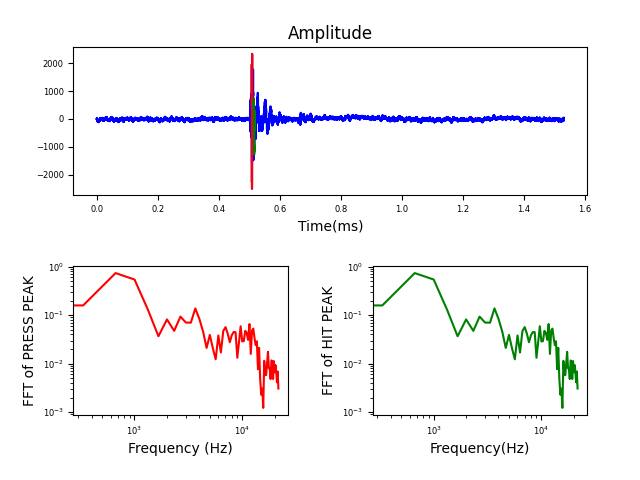 Amplitude
2000
1000
0
−1000
−2000
0.0 0.2 0.4 0.6 0.8 1.0 1.2 1.4 1.6
Time(ms)
FFT of PRESS PEAK
10⁰
10⁻¹
10⁻²
10⁻³
10³ 10⁴
Frequency (Hz)
FFT of HIT PEAK
10⁰
10⁻¹
10⁻²
10⁻³
10³ 10⁴
Frequency(Hz)